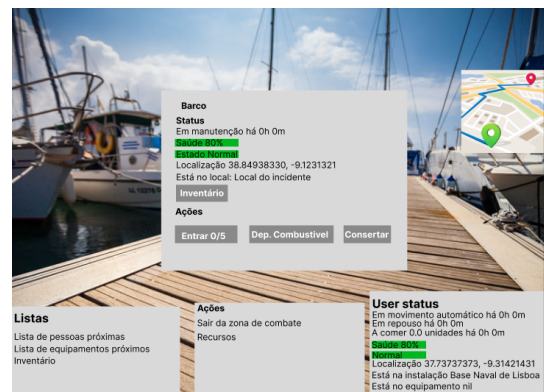 Barco
Status
Em manutenção há 0h 0m
Saúde 80%
Estado Normal
Localização 38.84938330, -9.1231321
Está no local: Local do incidente
Inventário
Ações
Entrar 0/5
Dep. Combustivel
Consertar
Listas
Lista de pessoas próximas
Lista de equipamentos próximos
Inventário
Ações
Sair da zona de combate
Recursos
User status
Em movimento automático há 0h 0m
Em repouso há 0h 0m
A comer 0.0 unidades há 0h 0m
Saúde 80%
Normal
Localização 37.73737373, -9.31421431
Está na instalação Base Naval de Lisboa
Está no equipamento nil